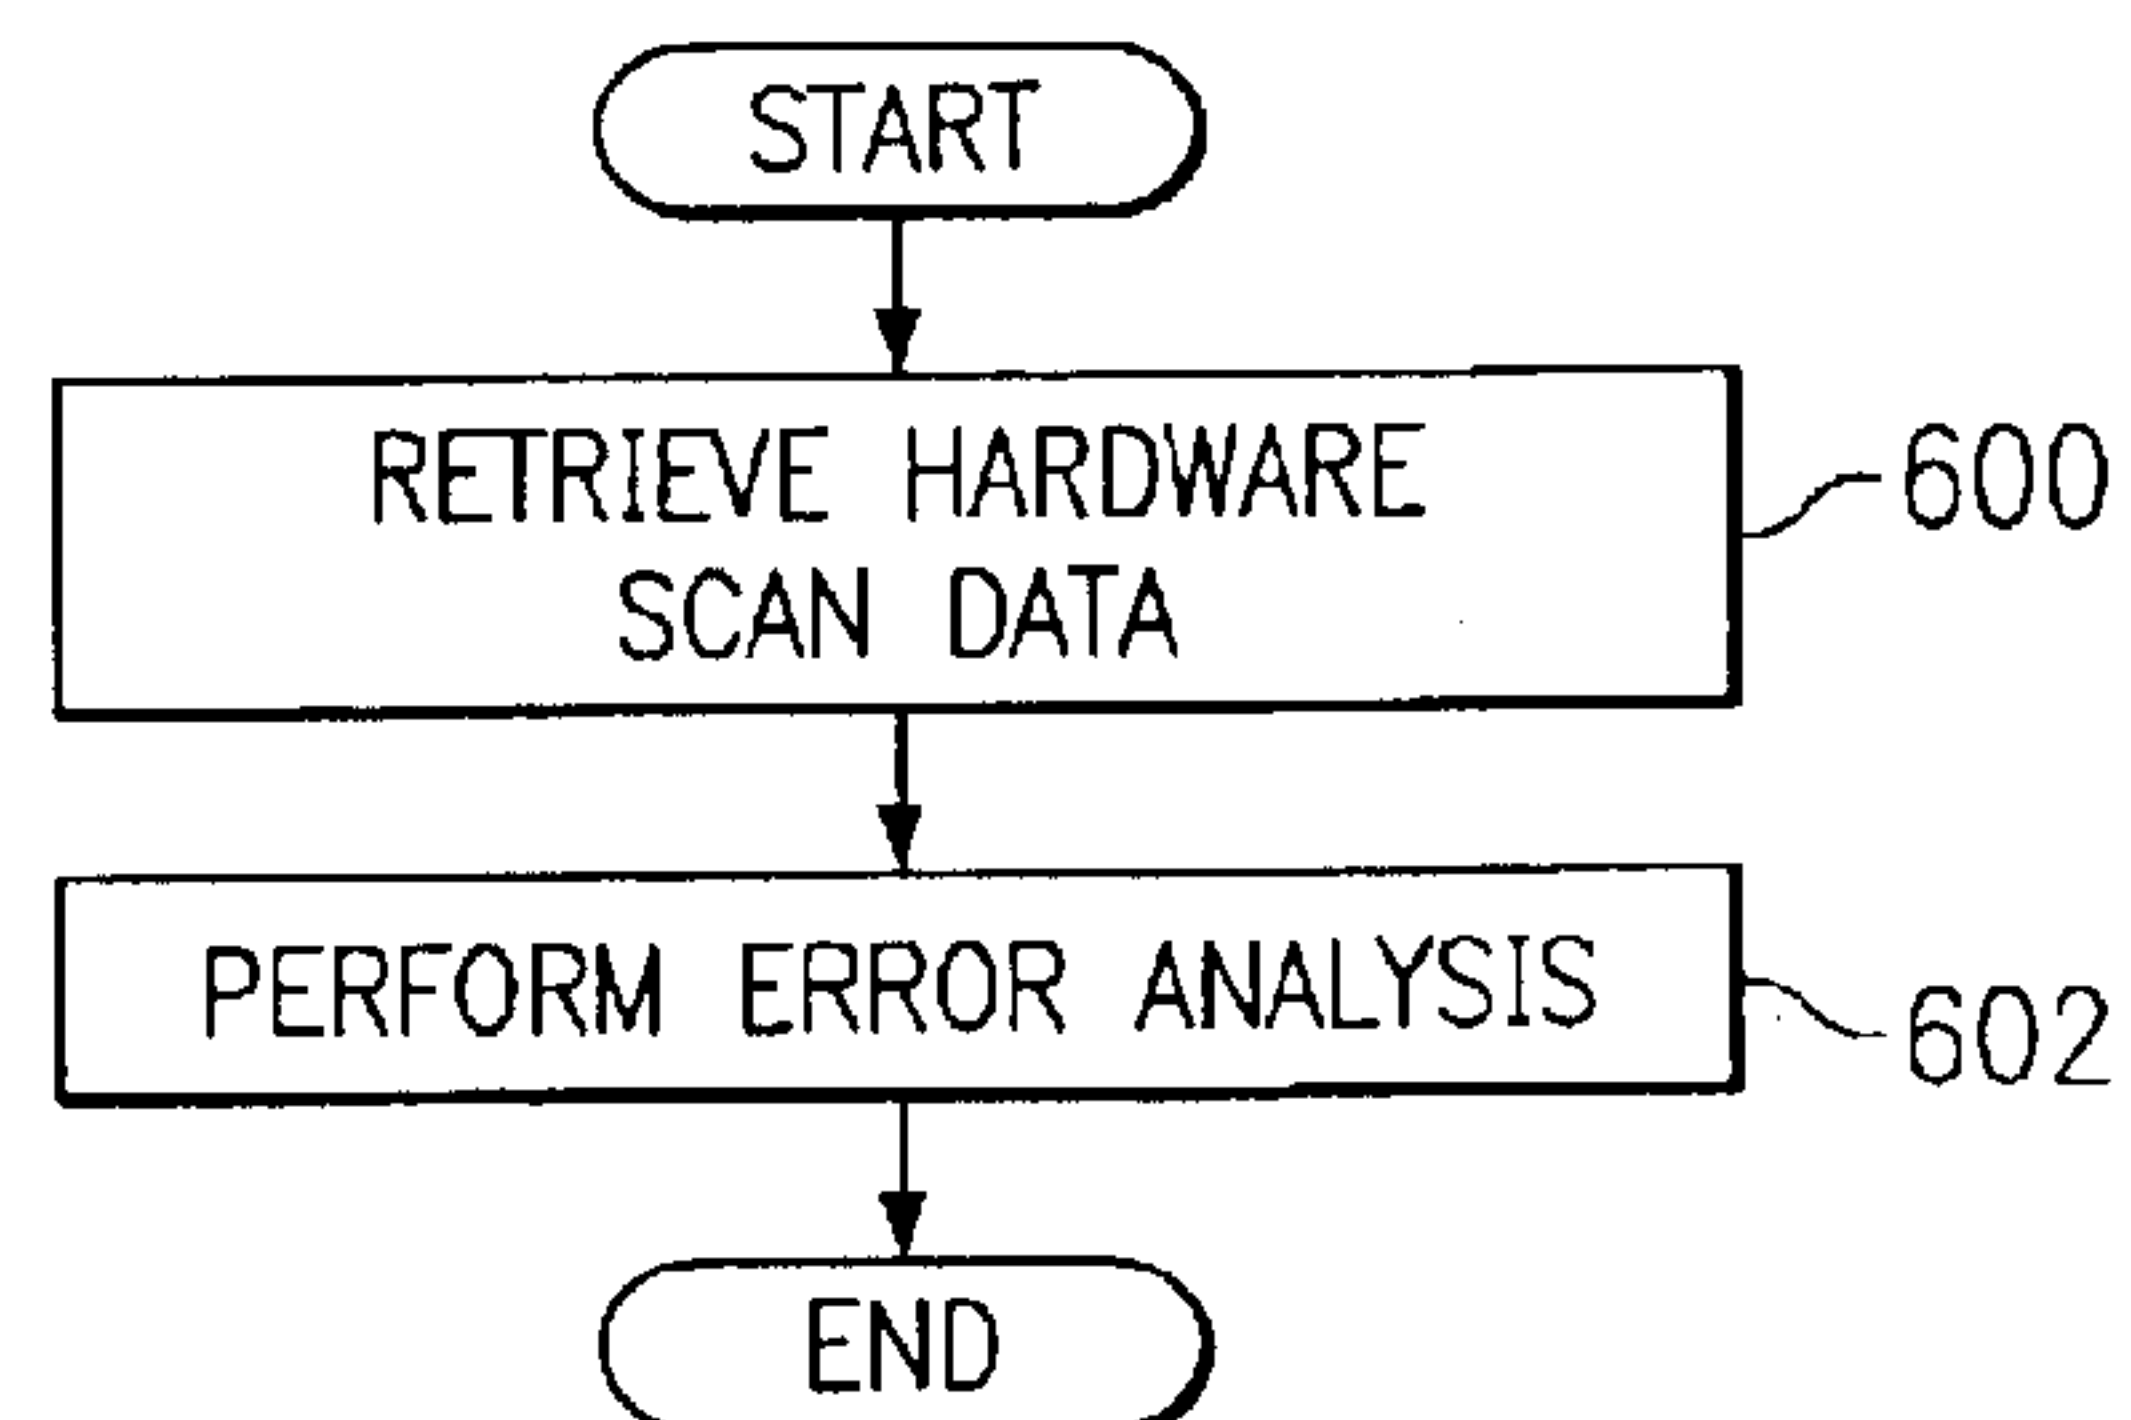 START
RETRIEVE HARDWARE
SCAN DATA
600
PERFORM ERROR ANALYSIS
602
END